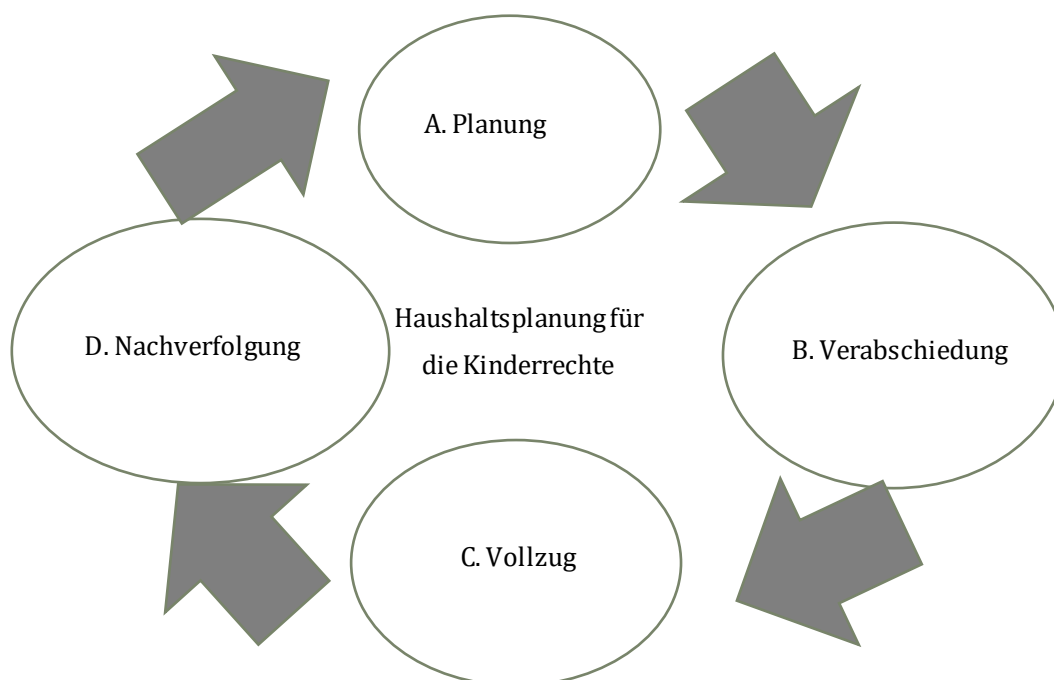 A. Planung
Haushaltsplanung für
die Kinderrechte
D. Nachverfolgung
B. Verabschiedung
C. Vollzug